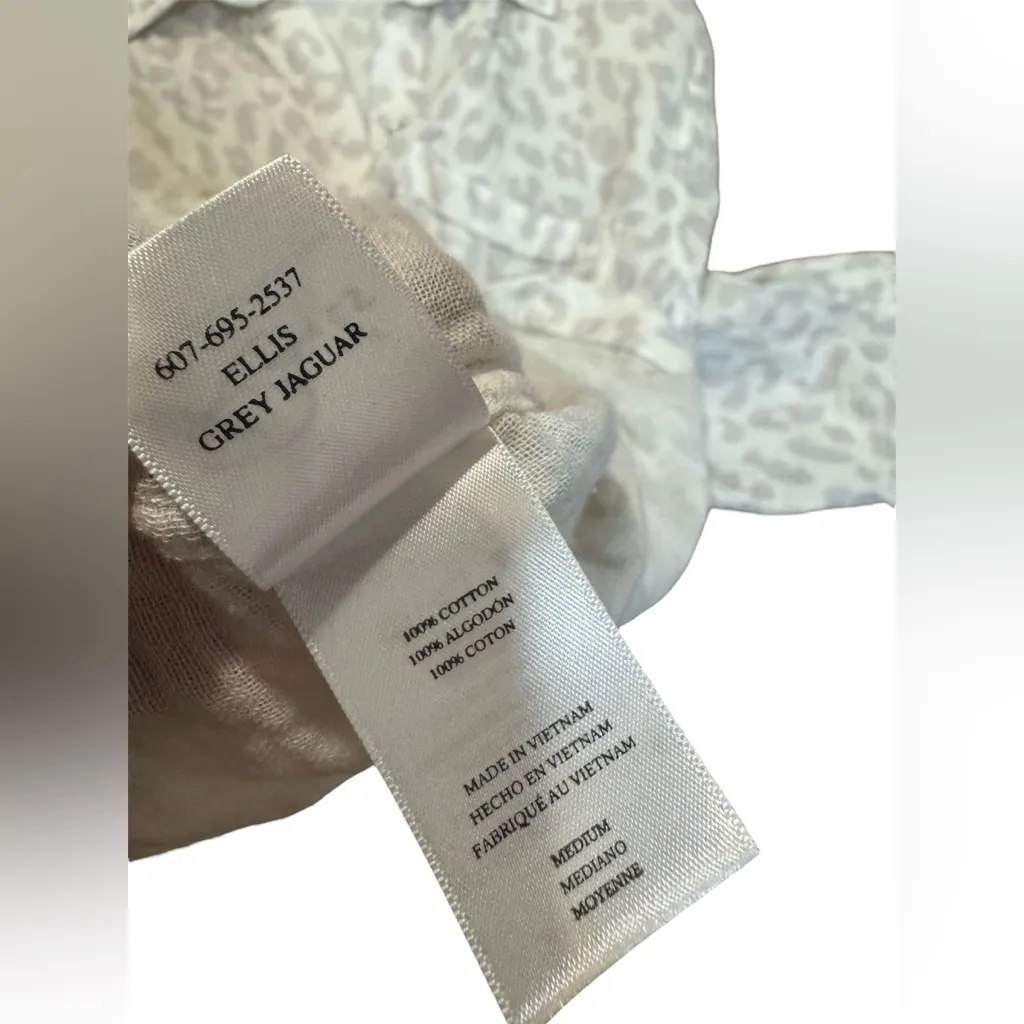 607-695-2537
ELLIS
GREY JAGUAR
100% COTTON
100% ALGODÓN
100% COTON
MADE IN VIETNAM
HECHO EN VIETNAM
FABRIQUÉ AU VIETNAM
MEDIUM
MEDIANO
MOYENNE